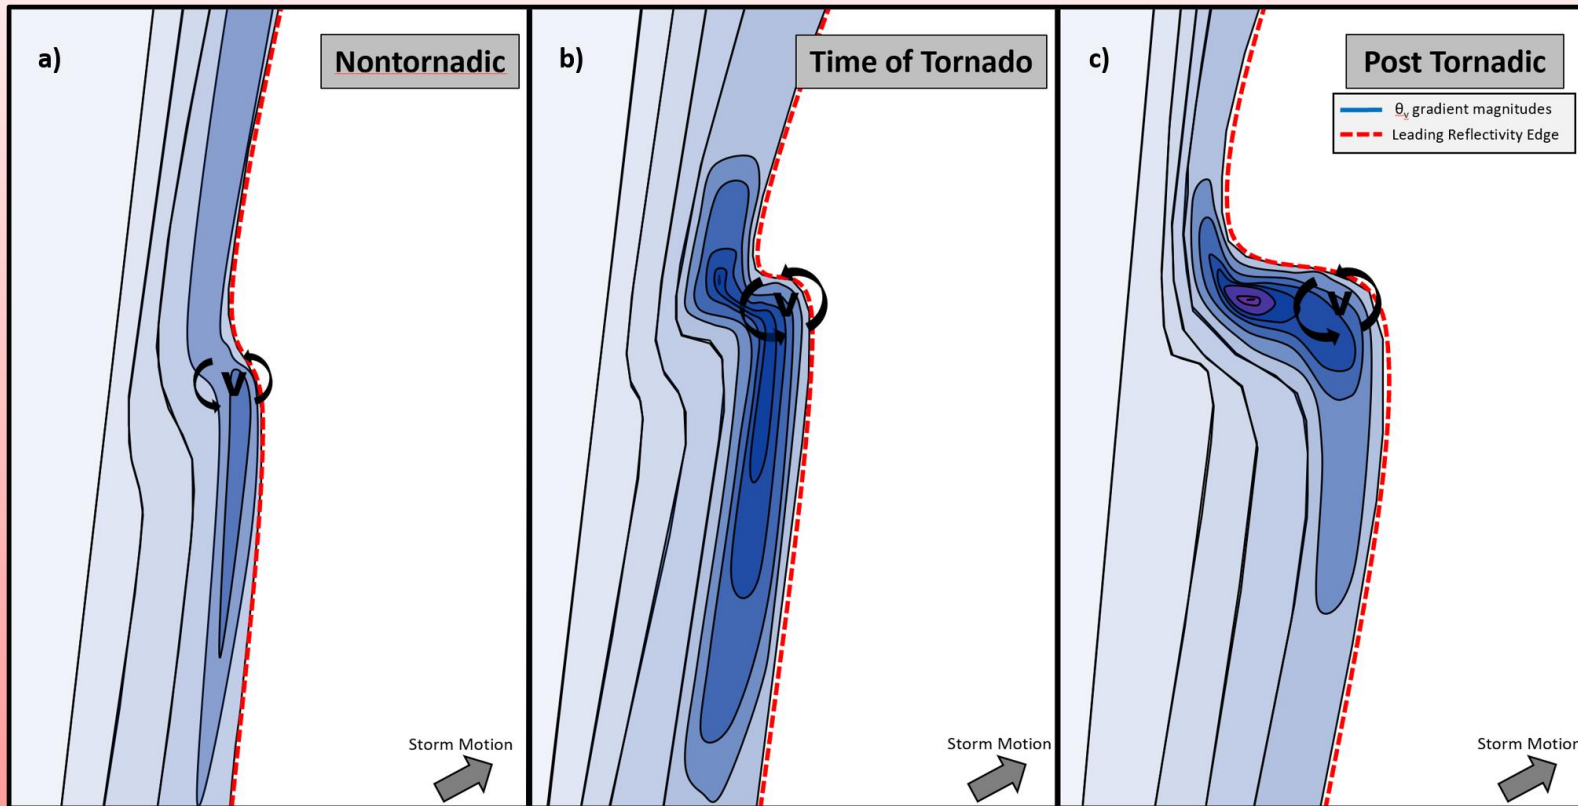 a)
Nontornadic
V
Storm Motion
b)
Time of Tornado
V
Storm Motion
c)
Post Tornadic
θv gradient magnitudes
Leading Reflectivity Edge
V
Storm Motion